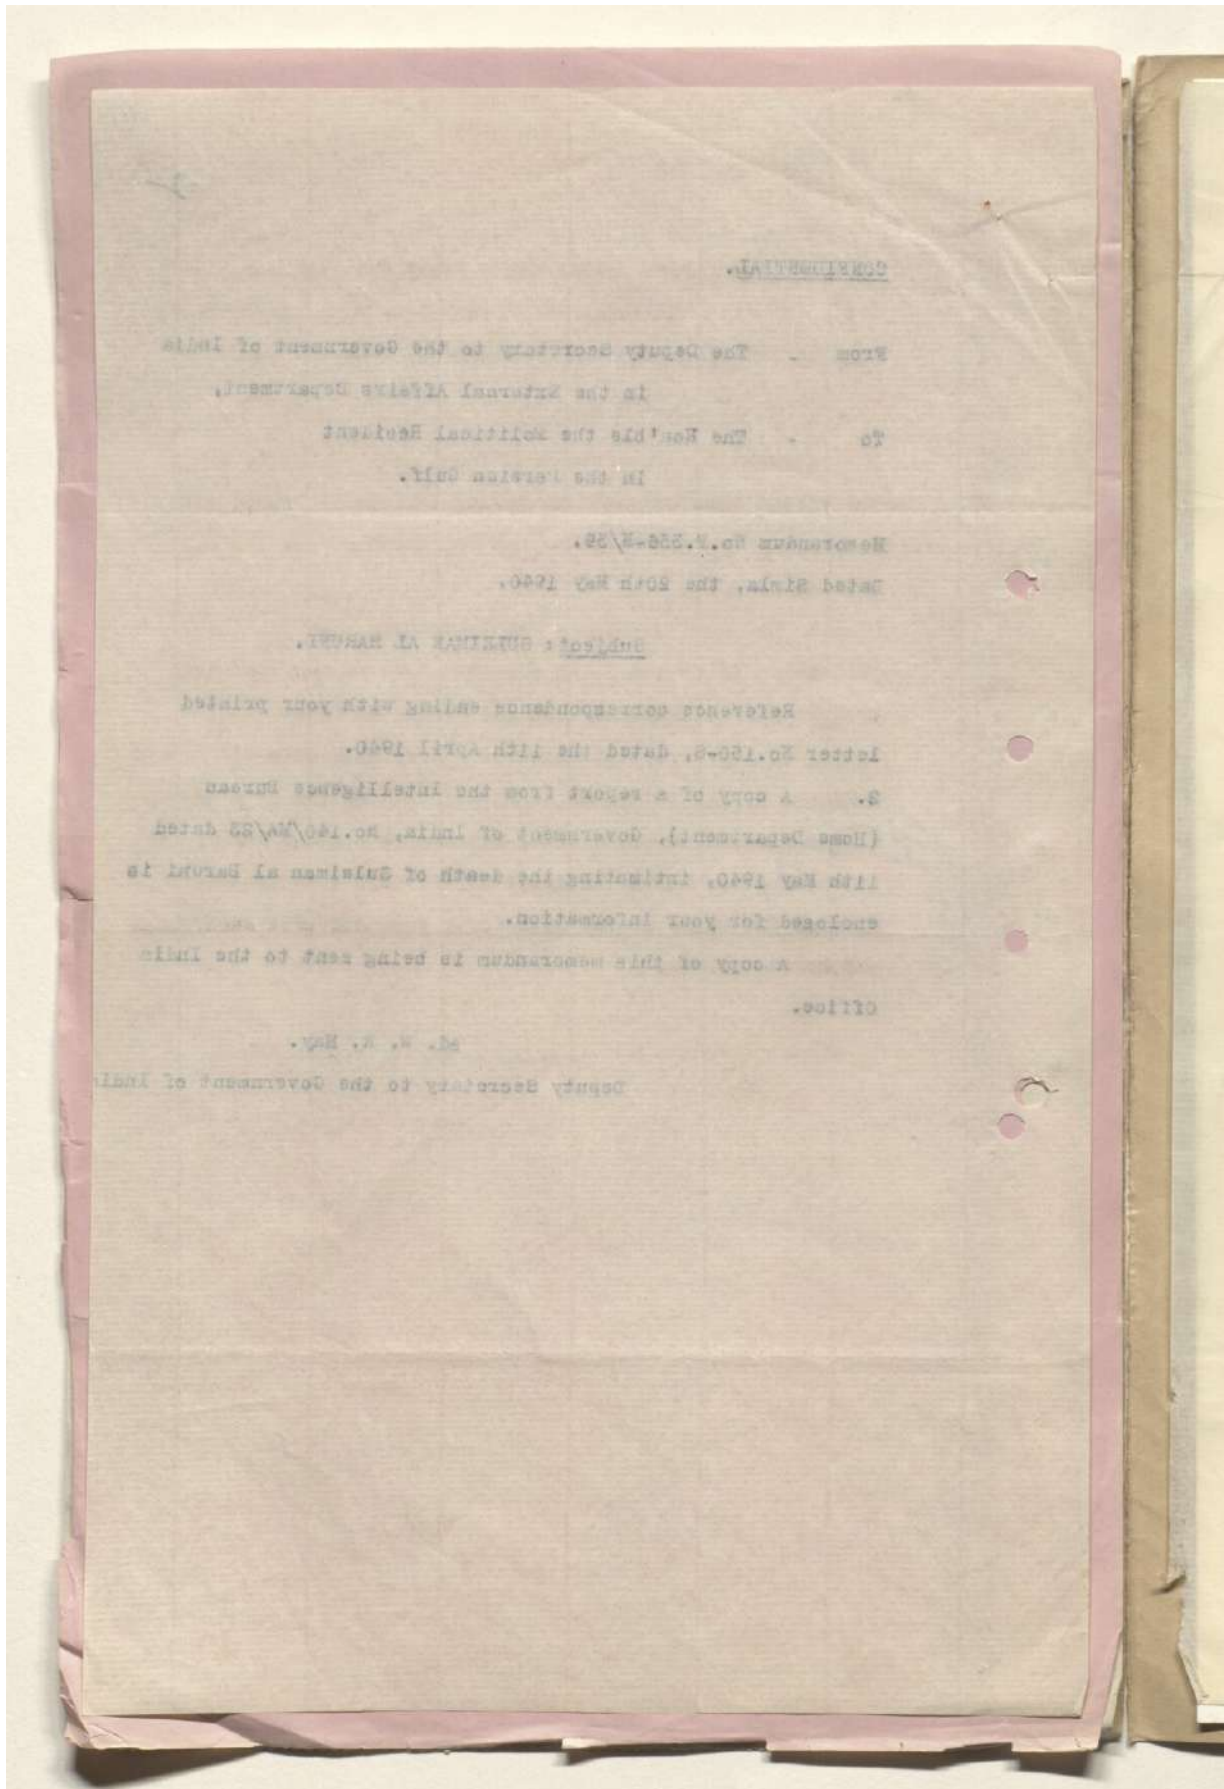 CONFIDENTIAL.
From - The Deputy Secretary to the Government of India
in the External Affairs Department,
To - The Hon'ble the Political Resident
in the Persian Gulf.
Memorandum No.F.356-N/39.
Dated Simla, the 20th May 1940.
Subject: SULEIMAN AL BARUNI.
Reference correspondence ending with your printed
letter No.150-S, dated the 11th April 1940.
2. A copy of a report from the Intelligence Bureau
(Home Department), Government of India, No.140/MA/23 dated
11th May 1940, intimating the death of Suleiman al Baruni is
enclosed for your information.
A copy of this memorandum is being sent to the India
Office.
Sd. W. R. Hay.
Deputy Secretary to the Government of Indi